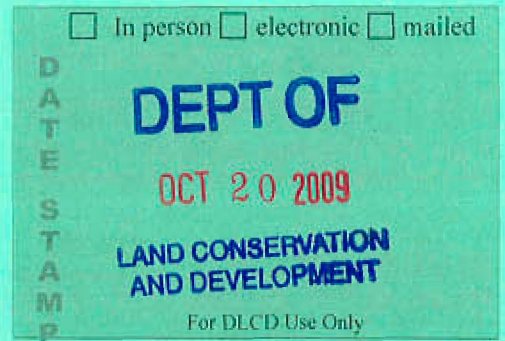 ☐ In person ☐ electronic ☐ mailed
DATE STAMP
DEPT OF
OCT 20 2009
LAND CONSERVATION
AND DEVELOPMENT
For DLCD Use Only